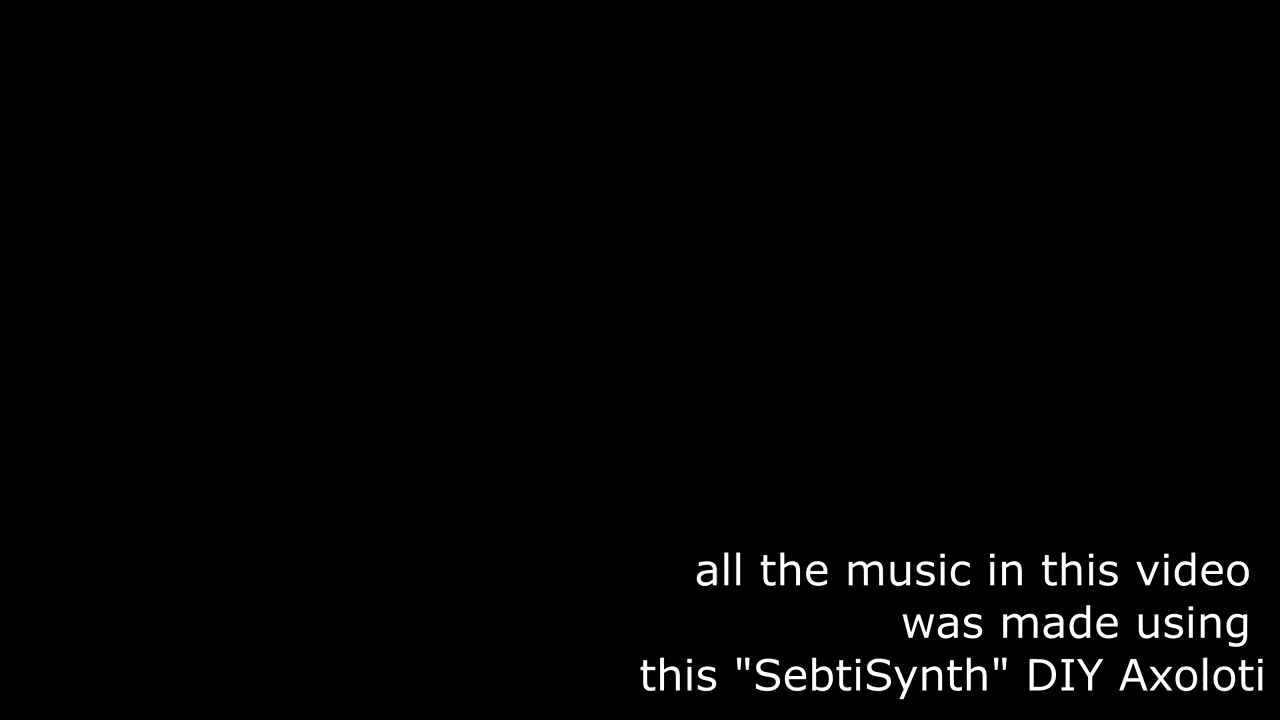 all the music in this video
was made using
this "SebtiSynth" DIY Axoloti